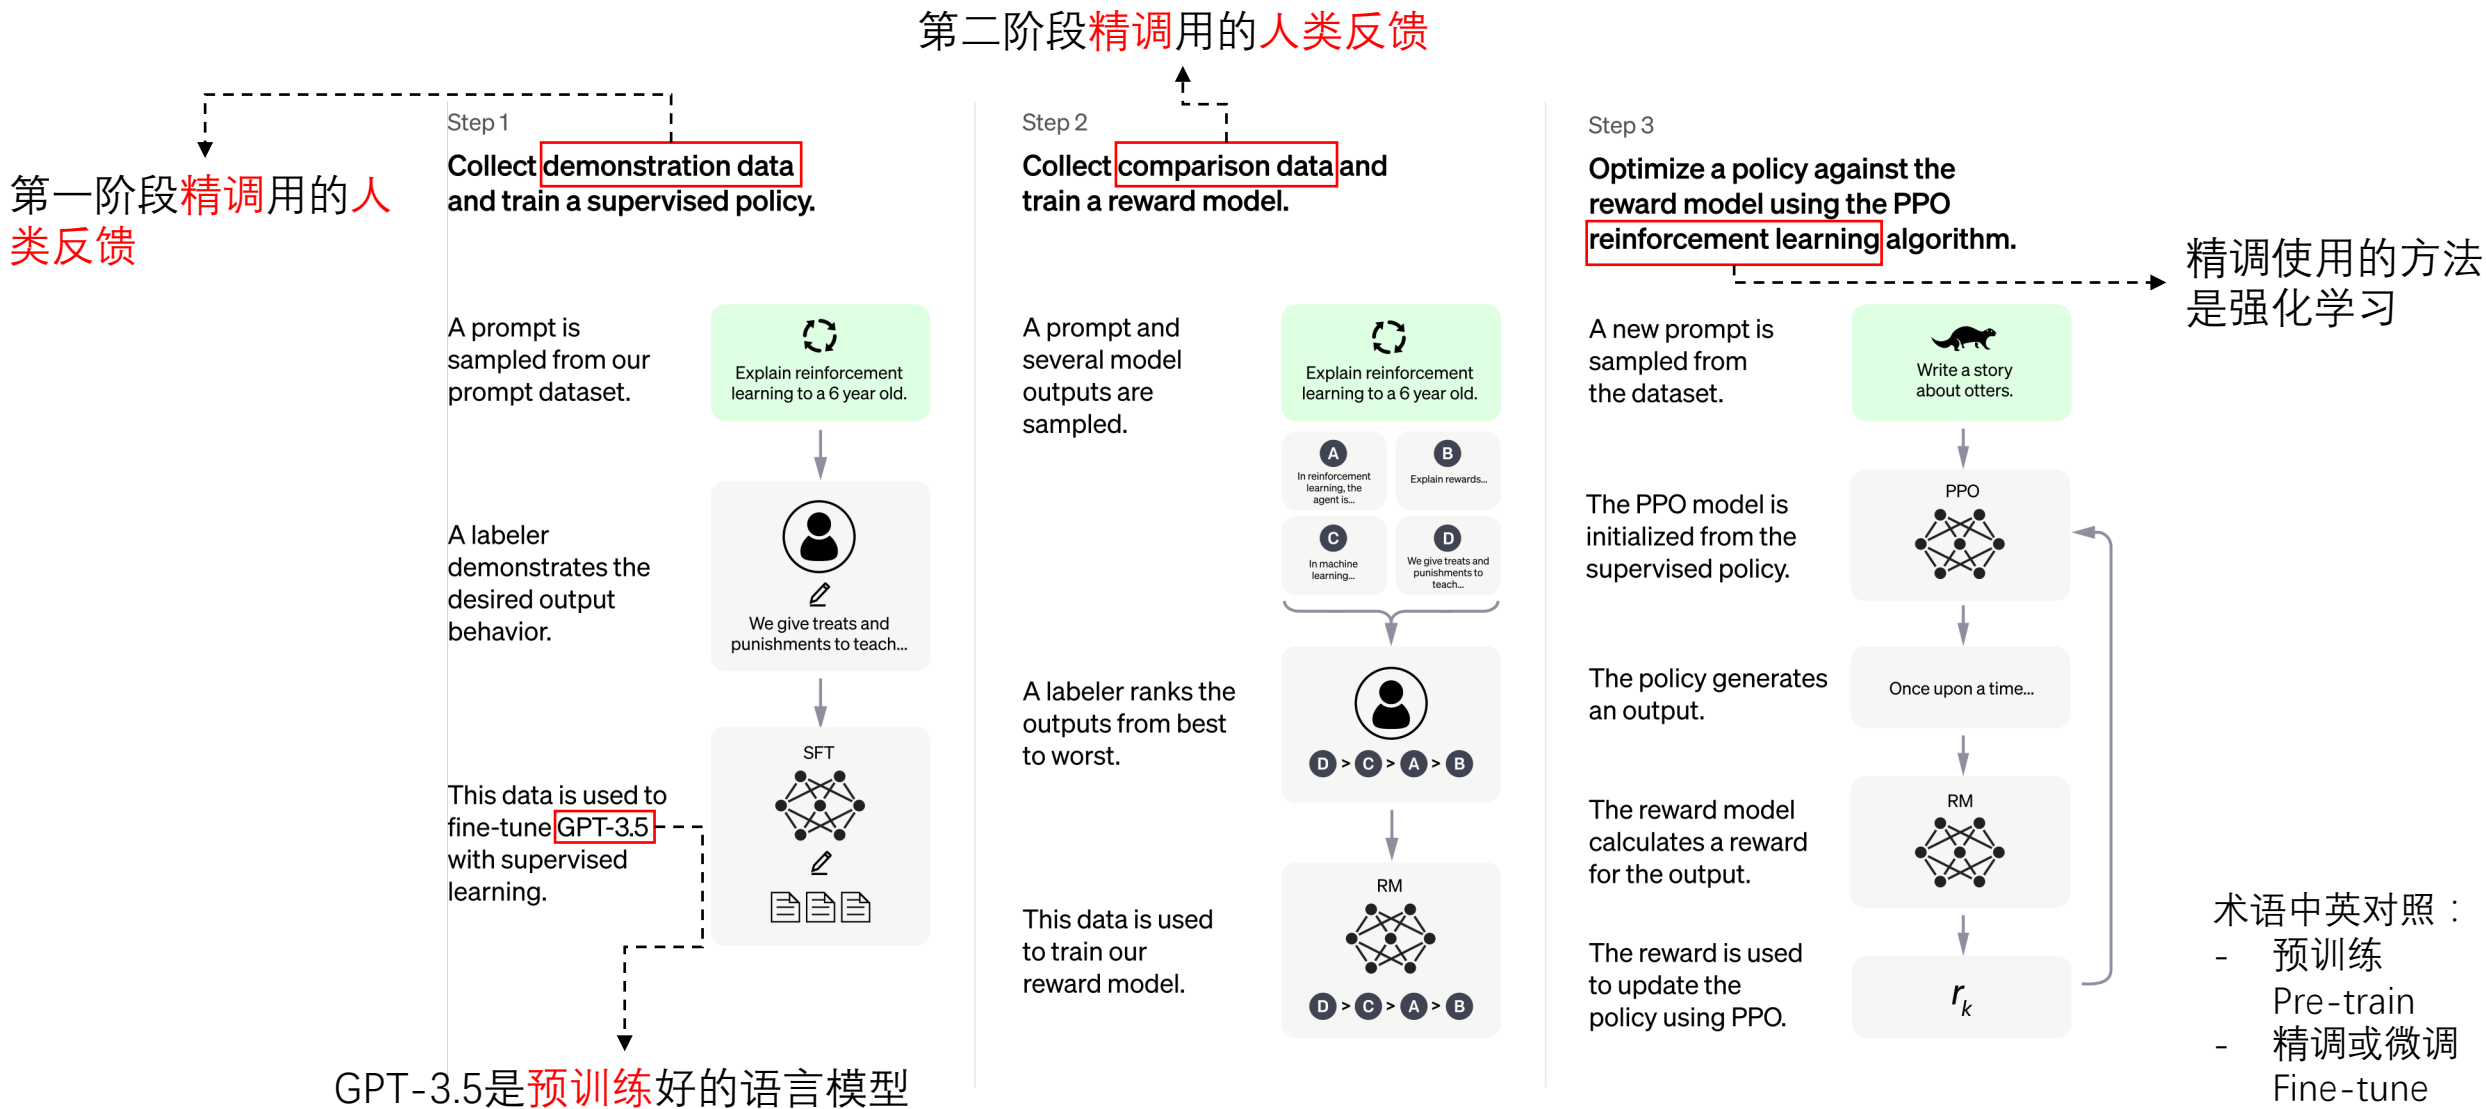 第二阶段精调用的人类反馈
第一阶段精调用的人
类反馈
Step 1
Collect demonstration data
and train a supervised policy.
A prompt is
sampled from our
prompt dataset.
Explain reinforcement
learning to a 6 year old.
A labeler
demonstrates the
desired output
behavior.
We give treats and
punishments to teach...
This data is used to
fine-tune GPT-3.5
with supervised
learning.
SFT
GPT-3.5是预训练好的语言模型
Step 2
Collect comparison data and
train a reward model.
A prompt and
several model
outputs are
sampled.
Explain reinforcement
learning to a 6 year old.
A
In reinforcement
learning, the
agent is...
B
Explain rewards...
C
In machine
learning...
D
We give treats and
punishments to
teach...
A labeler ranks the
outputs from best
to worst.
D > C > A > B
This data is used
to train our
reward model.
RM
D > C > A > B
Step 3
Optimize a policy against the
reward model using the PPO
reinforcement learning algorithm.
精调使用的方法
是强化学习
A new prompt is
sampled from
the dataset.
Write a story
about otters.
The PPO model is
initialized from the
supervised policy.
PPO
The policy generates
an output.
Once upon a time...
The reward model
calculates a reward
for the output.
RM
The reward is used
to update the
policy using PPO.
rk
术语中英对照：
- 预训练
Pre-train
- 精调或微调
Fine-tune